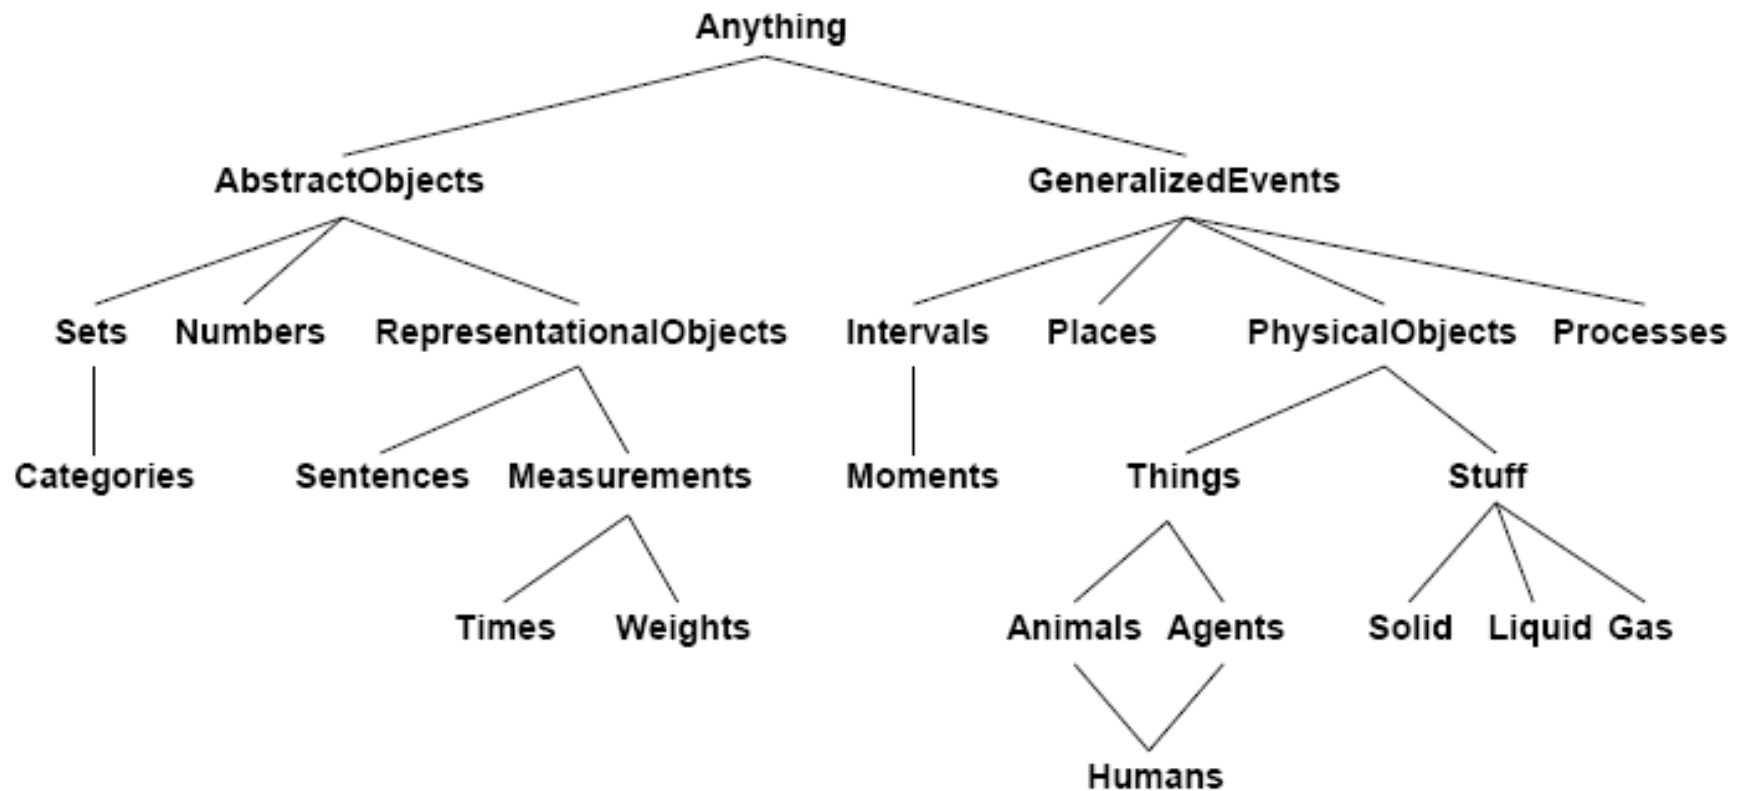 Anything
AbstractObjects GeneralizedEvents
Sets Numbers RepresentationalObjects Intervals Places PhysicalObjects Processes
Categories Sentences Measurements Moments Things Stuff
Times Weights Animals Agents Solid Liquid Gas
Humans